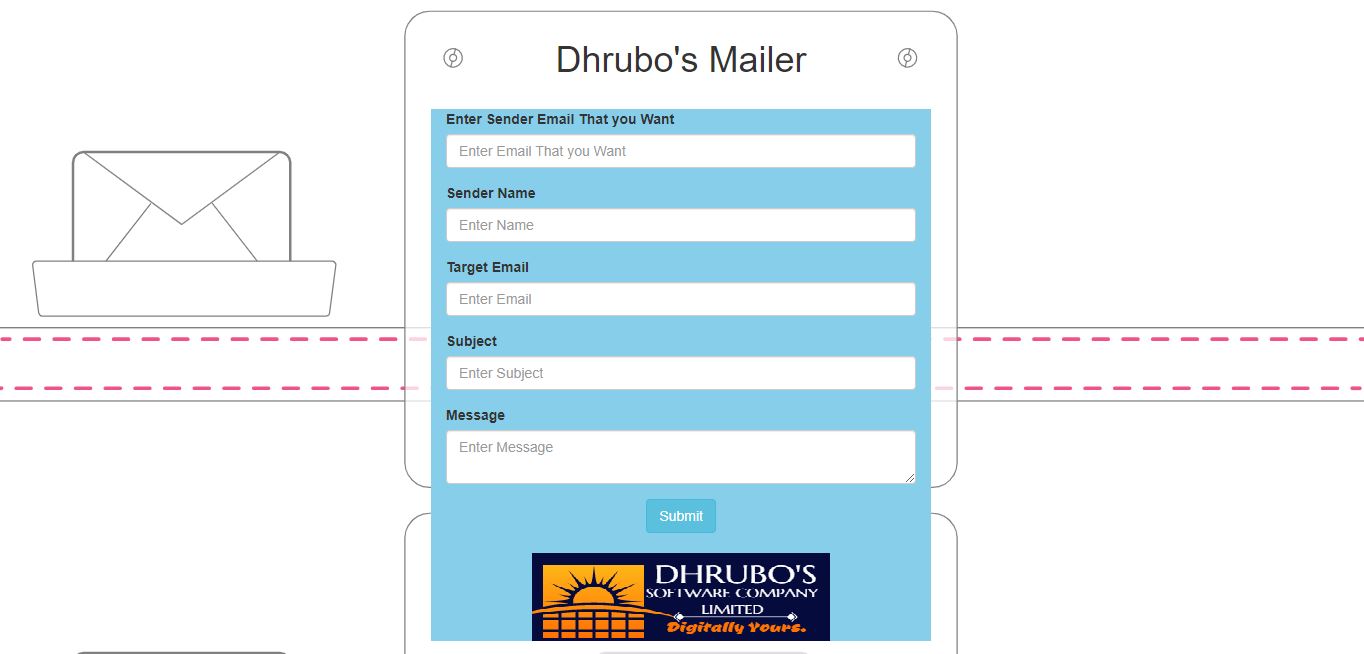 Dhrubo's Mailer
Enter Sender Email That you Want
Enter Email That you Want
Sender Name
Enter Name
Target Email
Enter Email
Subject
Enter Subject
Message
Enter Message
Submit
DHRUBO'S
SOFTWARE COMPANY
LIMITED
Digitally Yours.